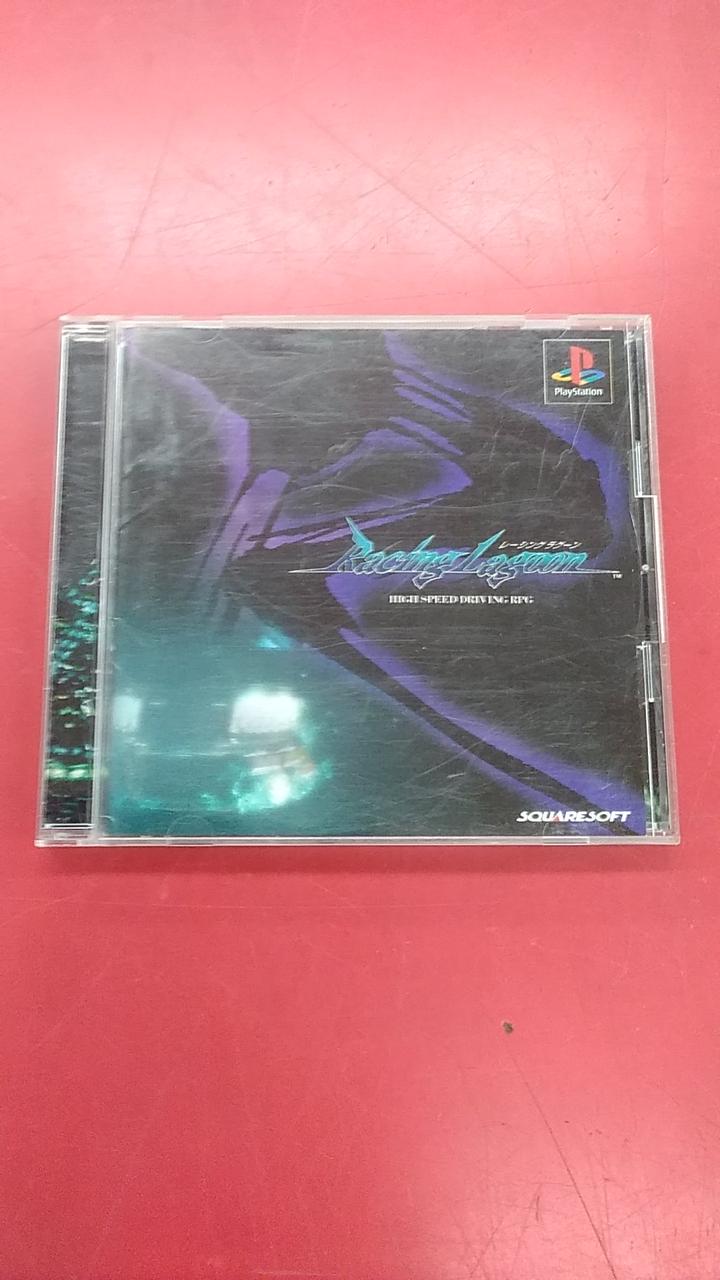 PlayStation
レーシングラグーン
Racing Lagoon
TM
HIGH SPEED DRIVING RPG
SQUARESOFT